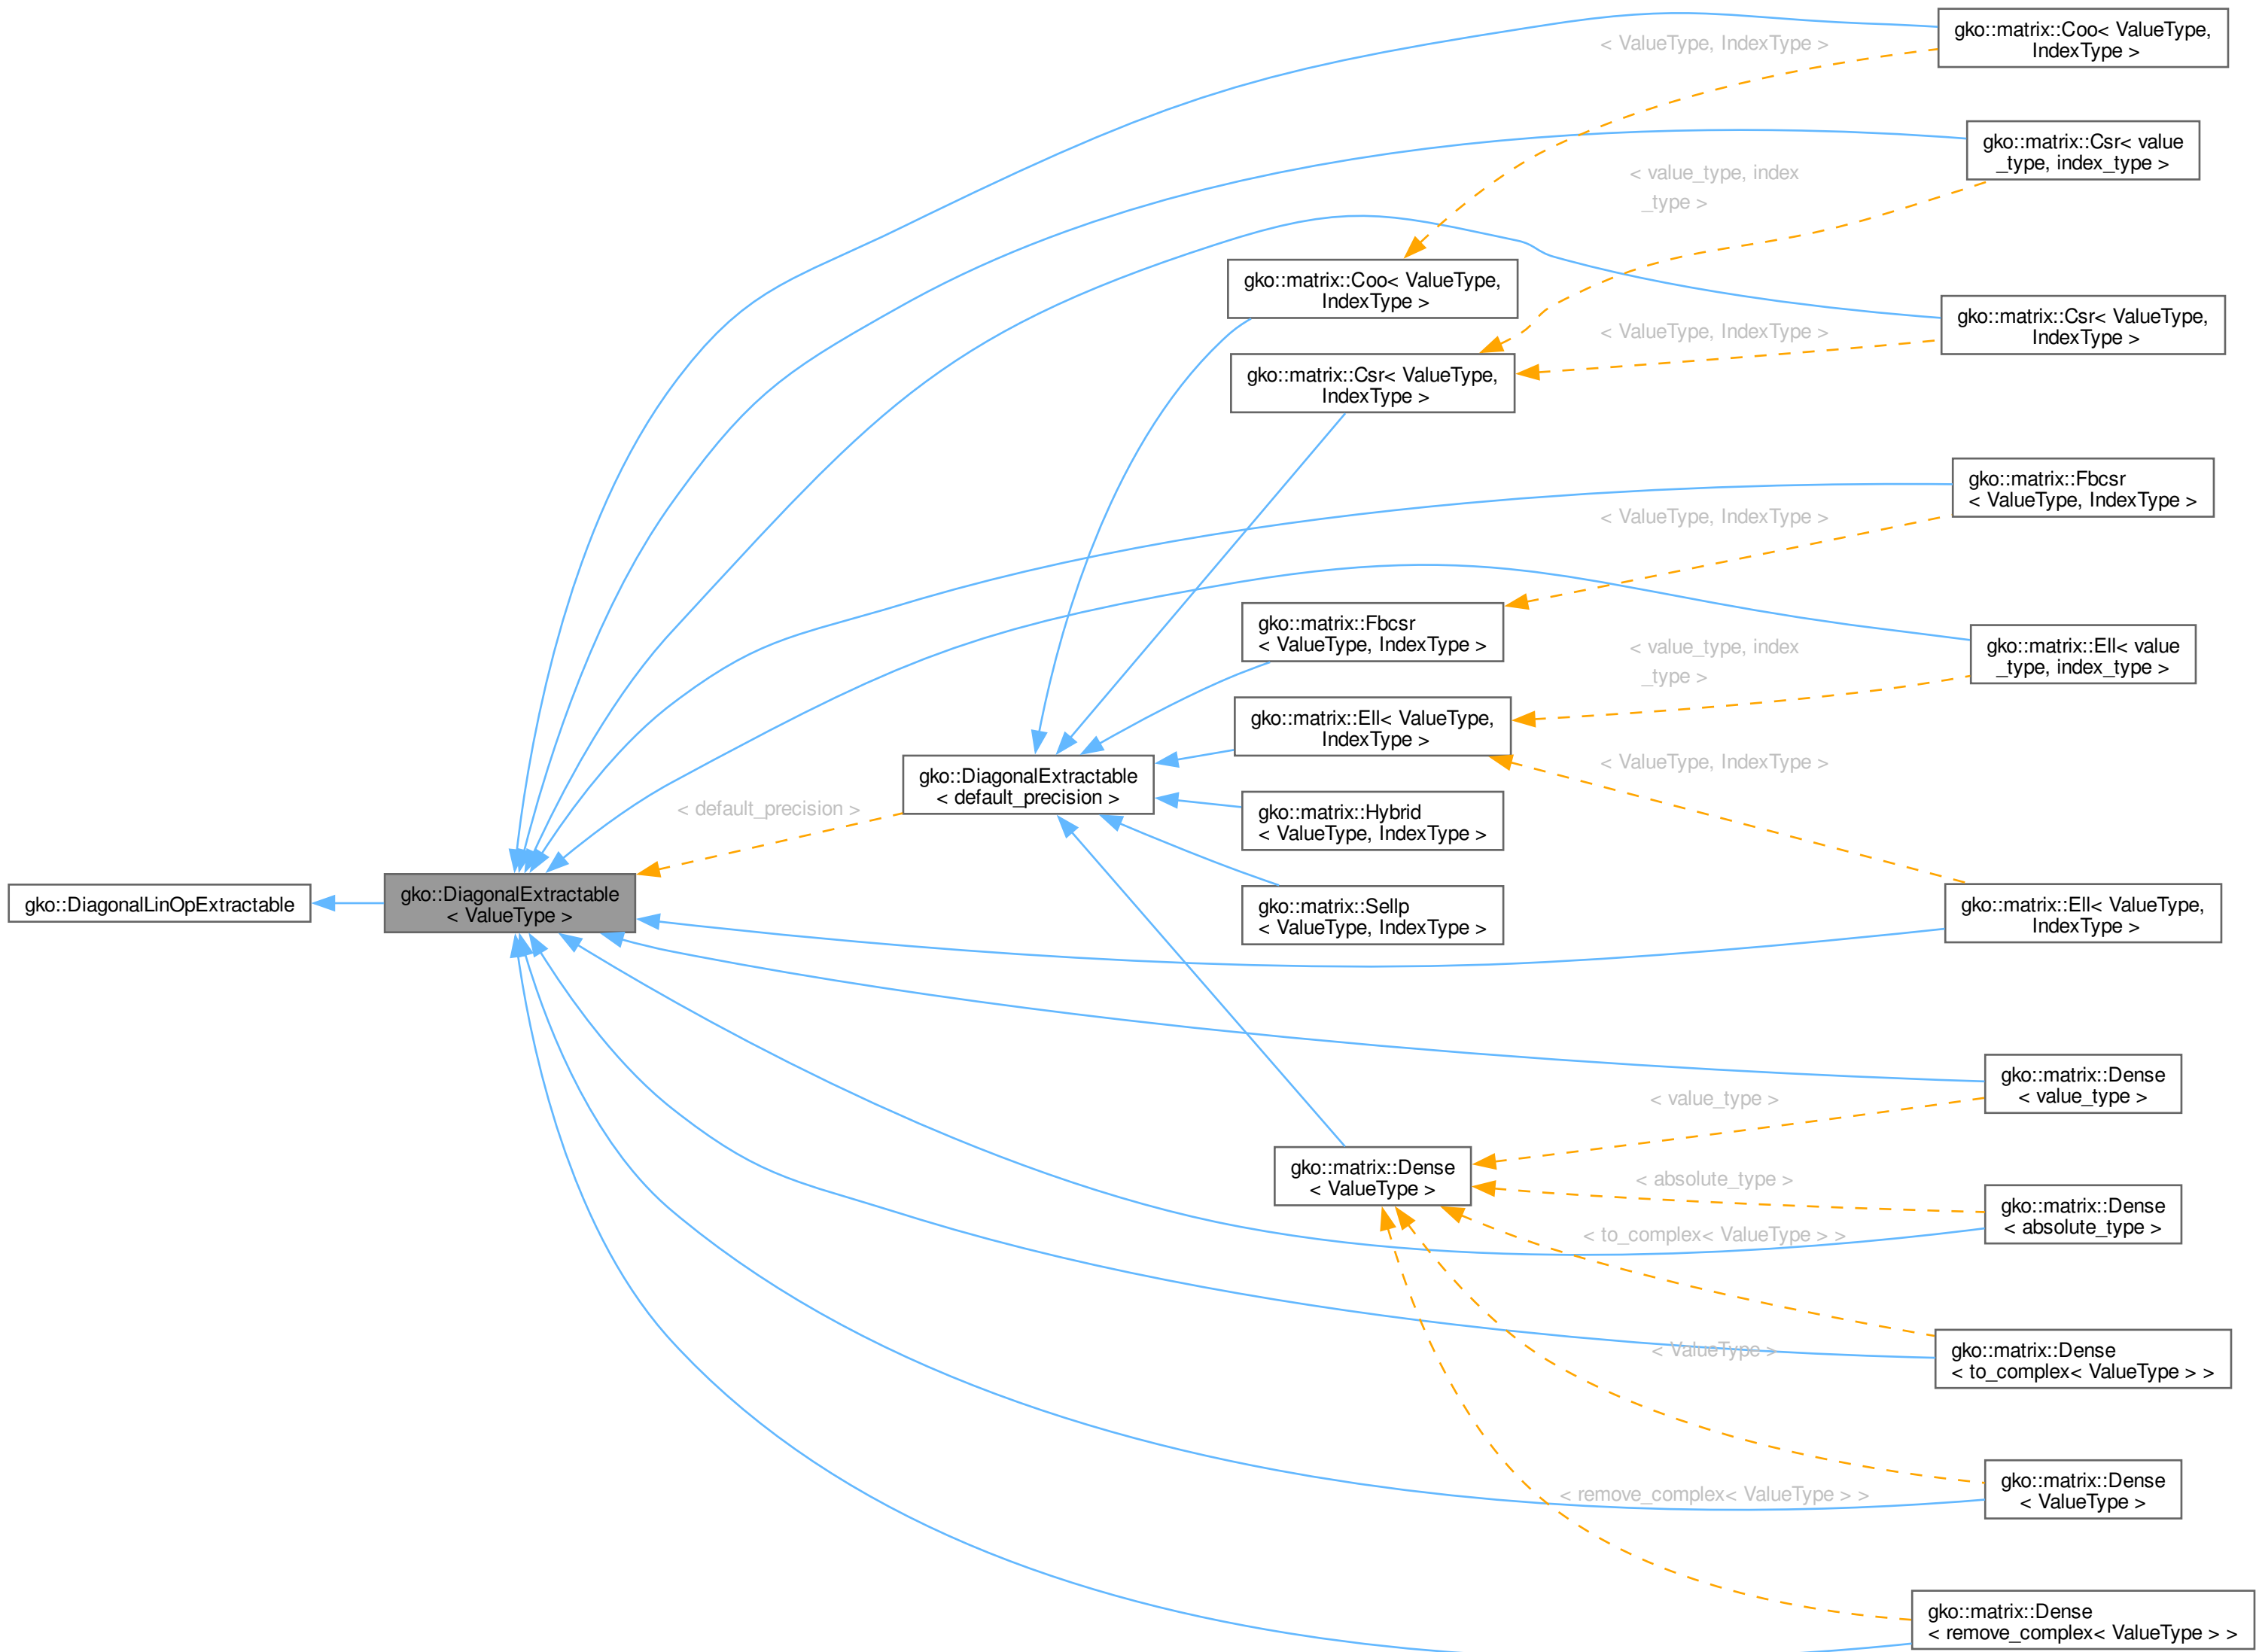 gko::matrix::Coo< ValueType,
IndexType >
< ValueType, IndexType >
gko::matrix::Csr< value
_type, index_type >
< value_type, index
_type >
gko::matrix::Coo< ValueType,
IndexType >
gko::matrix::Csr< ValueType,
IndexType >
< ValueType, IndexType >
gko::matrix::Csr< ValueType,
IndexType >
gko::matrix::Fbcsr
< ValueType, IndexType >
< ValueType, IndexType >
gko::matrix::Fbcsr
< ValueType, IndexType >
gko::matrix::Ell< value
_type, index_type >
< value_type, index
_type >
gko::matrix::Ell< ValueType,
IndexType >
< ValueType, IndexType >
gko::DiagonalExtractable
< default_precision >
< default_precision >
gko::matrix::Hybrid
< ValueType, IndexType >
gko::DiagonalLinOpExtractable
gko::DiagonalExtractable
< ValueType >
gko::matrix::Sellp
< ValueType, IndexType >
gko::matrix::Ell< ValueType,
IndexType >
gko::matrix::Dense
< value_type >
< value_type >
gko::matrix::Dense
< ValueType >
< absolute_type >
gko::matrix::Dense
< absolute_type >
< to_complex< ValueType > >
gko::matrix::Dense
< to_complex< ValueType > >
< ValueType >
gko::matrix::Dense
< ValueType >
< remove_complex< ValueType > >
gko::matrix::Dense
< remove_complex< ValueType > >